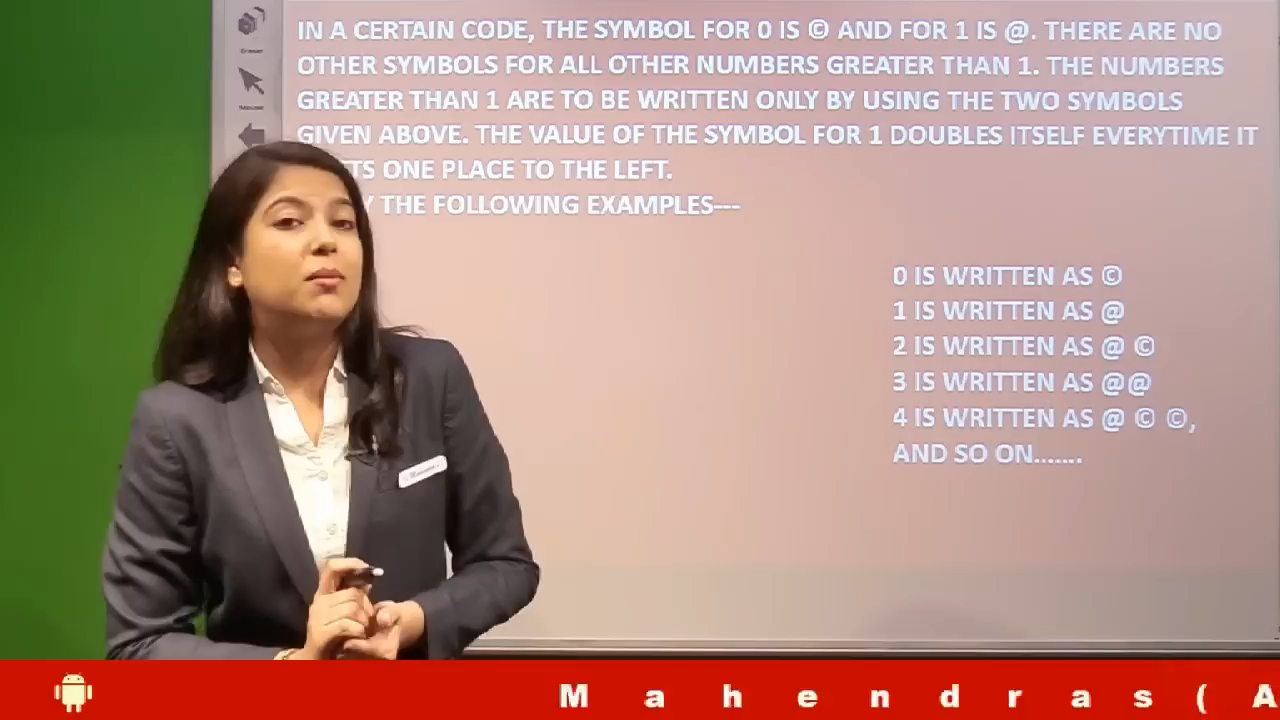 IN A CERTAIN CODE, THE SYMBOL FOR 0 IS © AND FOR 1 IS @. THERE ARE NO
OTHER SYMBOLS FOR ALL OTHER NUMBERS GREATER THAN 1. THE NUMBERS
GREATER THAN 1 ARE TO BE WRITTEN ONLY BY USING THE TWO SYMBOLS
GIVEN ABOVE. THE VALUE OF THE SYMBOL FOR 1 DOUBLES ITSELF EVERYTIME IT
ONE PLACE TO THE LEFT.
THE FOLLOWING EXAMPLES---
0 IS WRITTEN AS ©
1 IS WRITTEN AS @
2 IS WRITTEN AS @ ©
3 IS WRITTEN AS @@
4 IS WRITTEN AS @ © ©,
AND SO ON.......
Eraser
M a h e n d r a s ( A